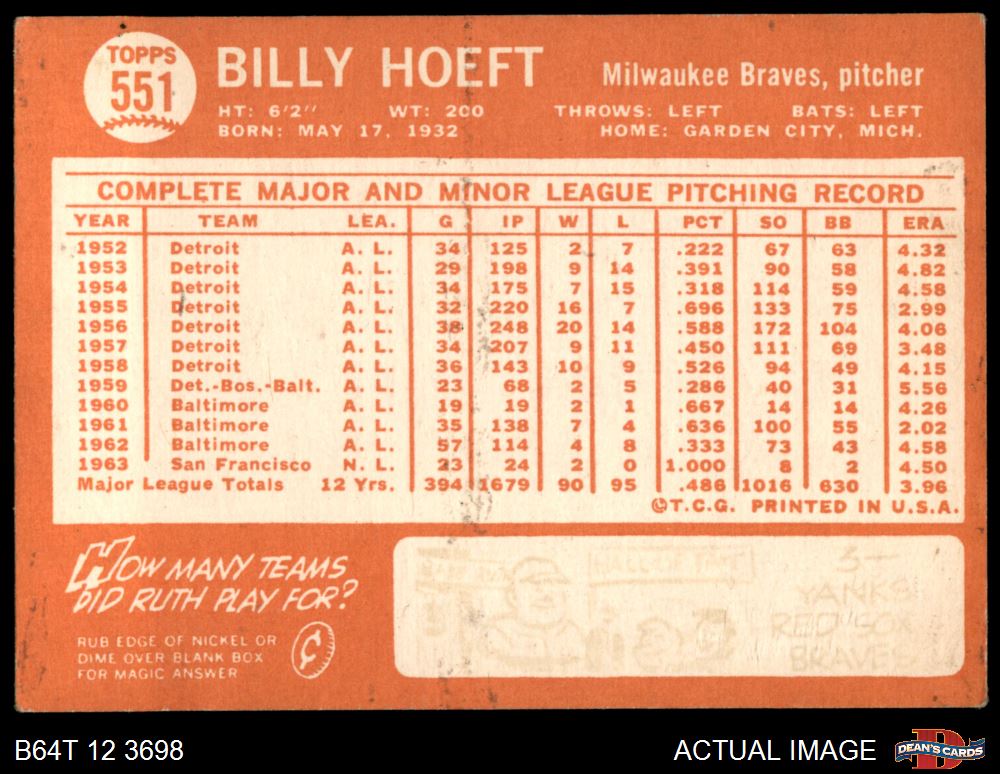 TOPPS
551
BILLY HOEFT
Milwaukee Braves, pitcher
HT: 6'2" WT: 200 THROWS: LEFT BATS: LEFT
BORN: MAY 17, 1932 HOME: GARDEN CITY, MICH.
COMPLETE MAJOR AND MINOR LEAGUE PITCHING RECORD
YEAR TEAM LEA. G IP W L PCT SO BB ERA
1952 Detroit A. L. 34 125 2 7 .222 67 63 4.32
1953 Detroit A. L. 29 198 9 14 .391 90 58 4.82
1954 Detroit A. L. 34 175 7 15 .318 114 59 4.58
1955 Detroit A. L. 32 220 16 7 .696 133 75 2.99
1956 Detroit A. L. 38 248 20 14 .588 172 104 4.06
1957 Detroit A. L. 34 207 9 11 .450 111 69 3.48
1958 Detroit A. L. 36 143 10 9 .526 94 49 4.15
1959 Det.-Bos.-Balt. A. L. 23 68 2 5 .286 40 31 5.56
1960 Baltimore A. L. 19 19 2 1 .667 14 14 4.26
1961 Baltimore A. L. 35 138 7 4 .636 100 55 2.02
1962 Baltimore A. L. 57 114 4 8 .333 73 43 4.58
1963 San Francisco N. L. 23 24 2 0 1.000 8 2 4.50
Major League Totals 12 Yrs. 394 1679 90 95 .486 1016 630 3.96
©T.C.G. PRINTED IN U.S.A.
HOW MANY TEAMS
DID RUTH PLAY FOR?
RUB EDGE OF NICKEL OR
DIME OVER BLANK BOX
FOR MAGIC ANSWER
HALL OF FAME
3-
YANKS
RED SOX
BRAVES
B64T 12 3698
ACTUAL IMAGE
DEAN'S CARDS